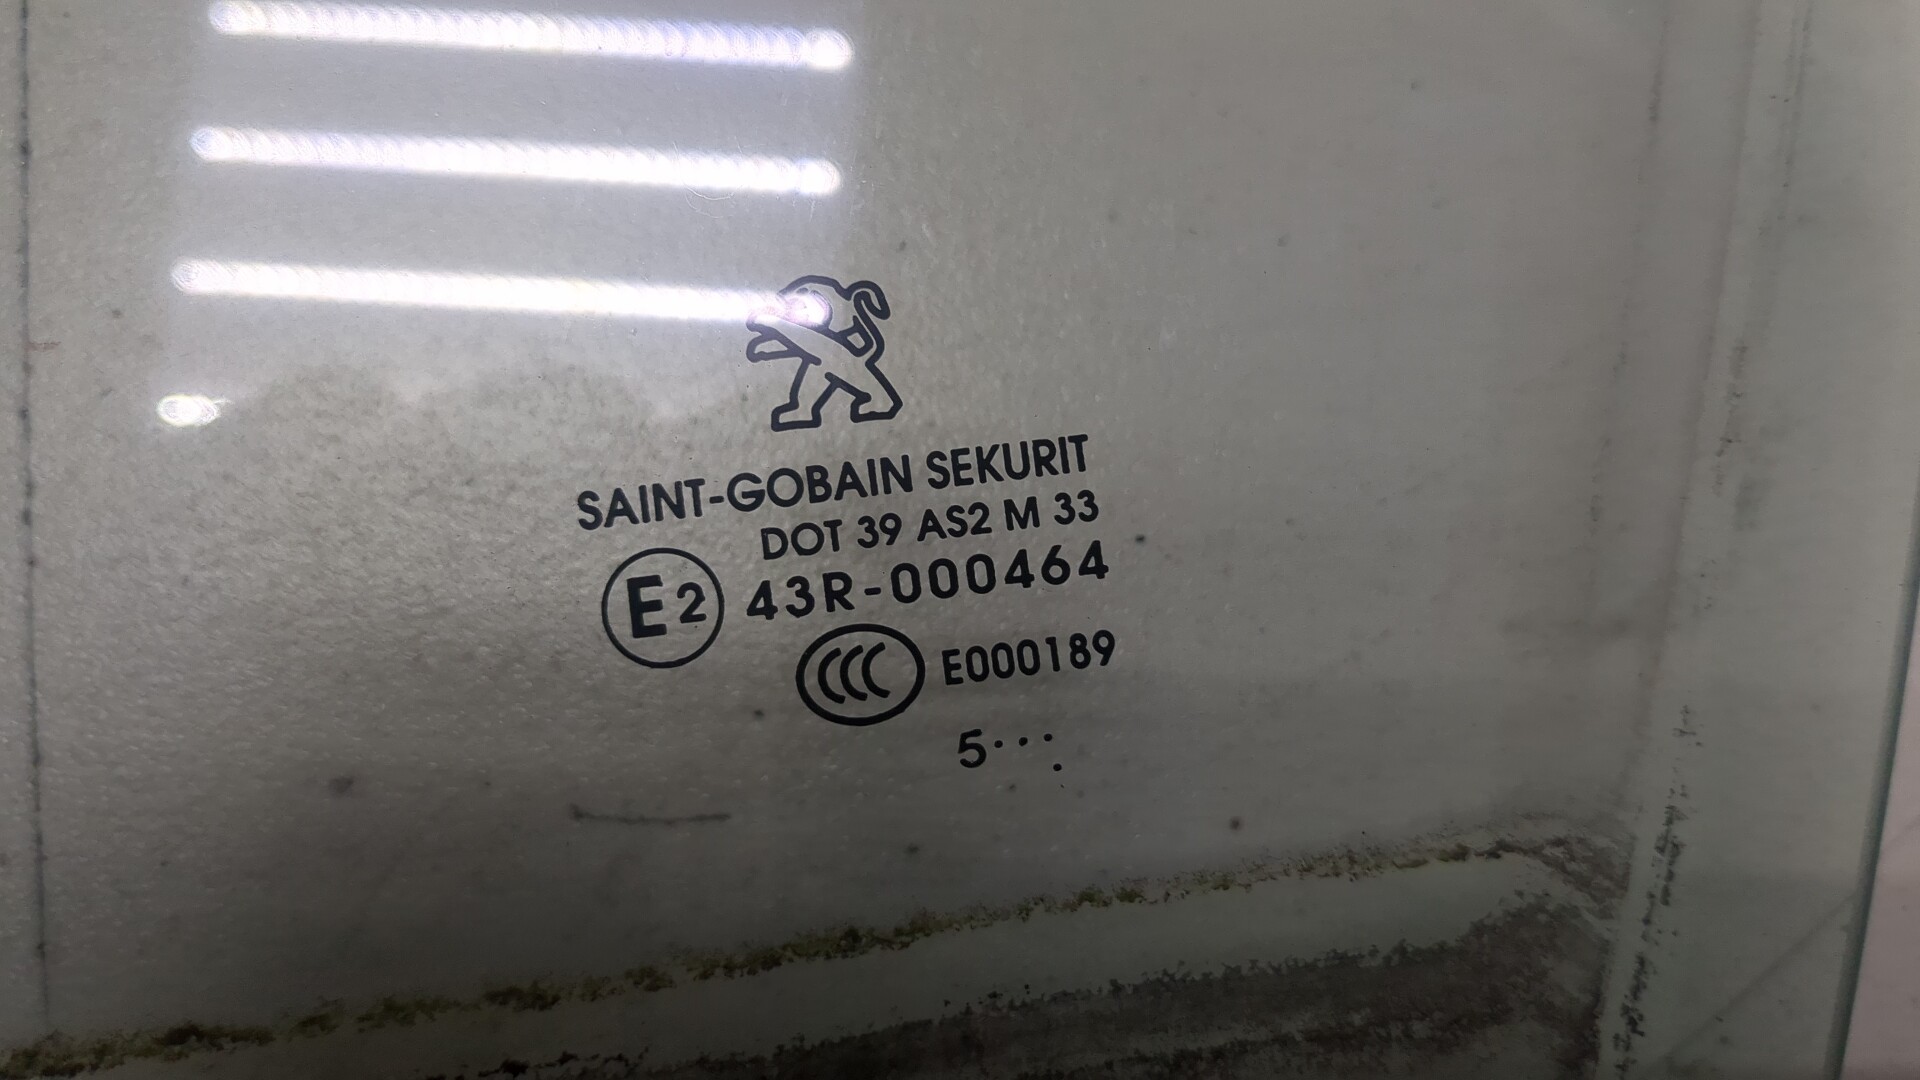 SAINT-GOBAIN SEKURIT
DOT 39 AS2 M 33
E2 43R-000464
CCC E000189
5···.